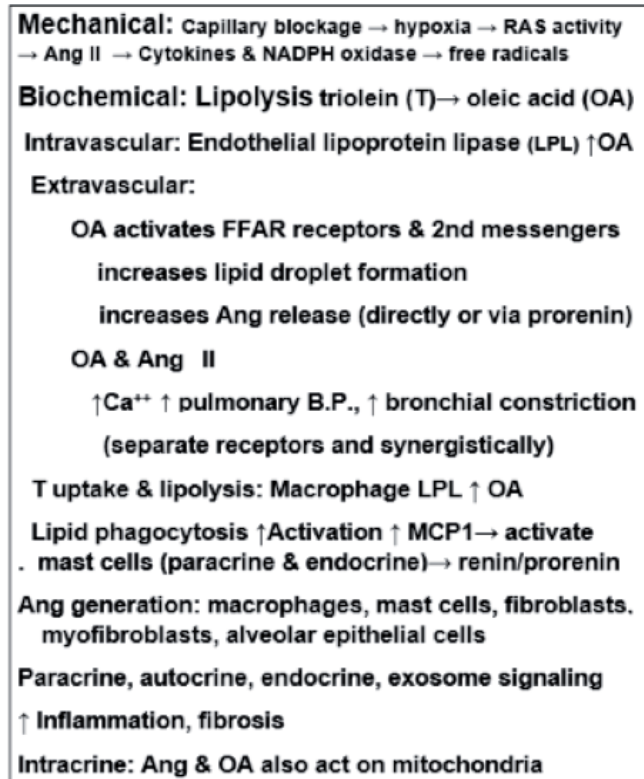 Mechanical: Capillary blockage → hypoxia → RAS activity
→ Ang II → Cytokines & NADPH oxidase → free radicals
Biochemical: Lipolysis triolein (T)→ oleic acid (OA)
Intravascular: Endothelial lipoprotein lipase (LPL) ↑OA
Extravascular:
OA activates FFAR receptors & 2nd messengers
increases lipid droplet formation
increases Ang release (directly or via prorenin)
OA & Ang II
↑Ca⁺⁺ ↑ pulmonary B.P., ↑ bronchial constriction
(separate receptors and synergistically)
T uptake & lipolysis: Macrophage LPL ↑ OA
Lipid phagocytosis ↑Activation ↑ MCP1→ activate
. mast cells (paracrine & endocrine)→ renin/prorenin
Ang generation: macrophages, mast cells, fibroblasts.
myofibroblasts, alveolar epithelial cells
Paracrine, autocrine, endocrine, exosome signaling
↑ Inflammation, fibrosis
Intracrine: Ang & OA also act on mitochondria